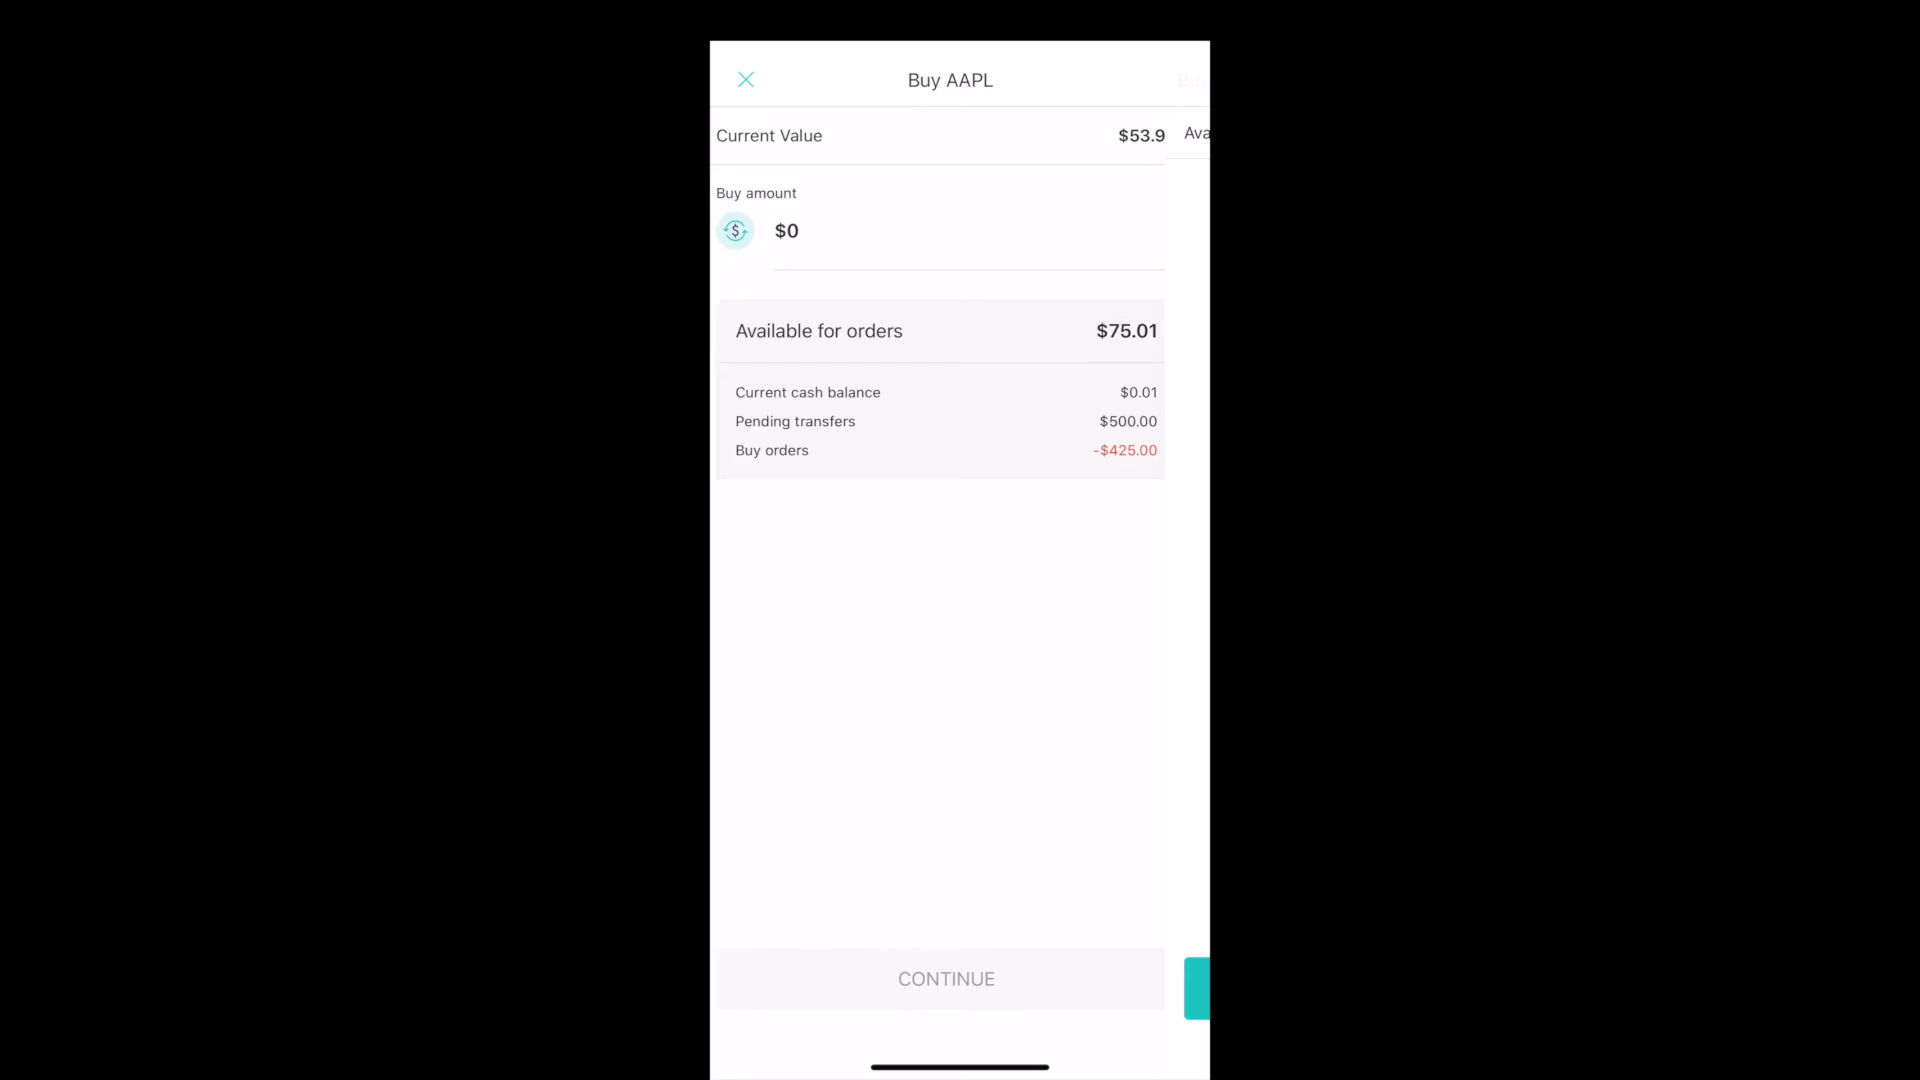 Buy AAPL
Current Value $53.9
Ava
Buy amount
$0
Available for orders $75.01
Current cash balance $0.01
Pending transfers $500.00
Buy orders -$425.00
CONTINUE